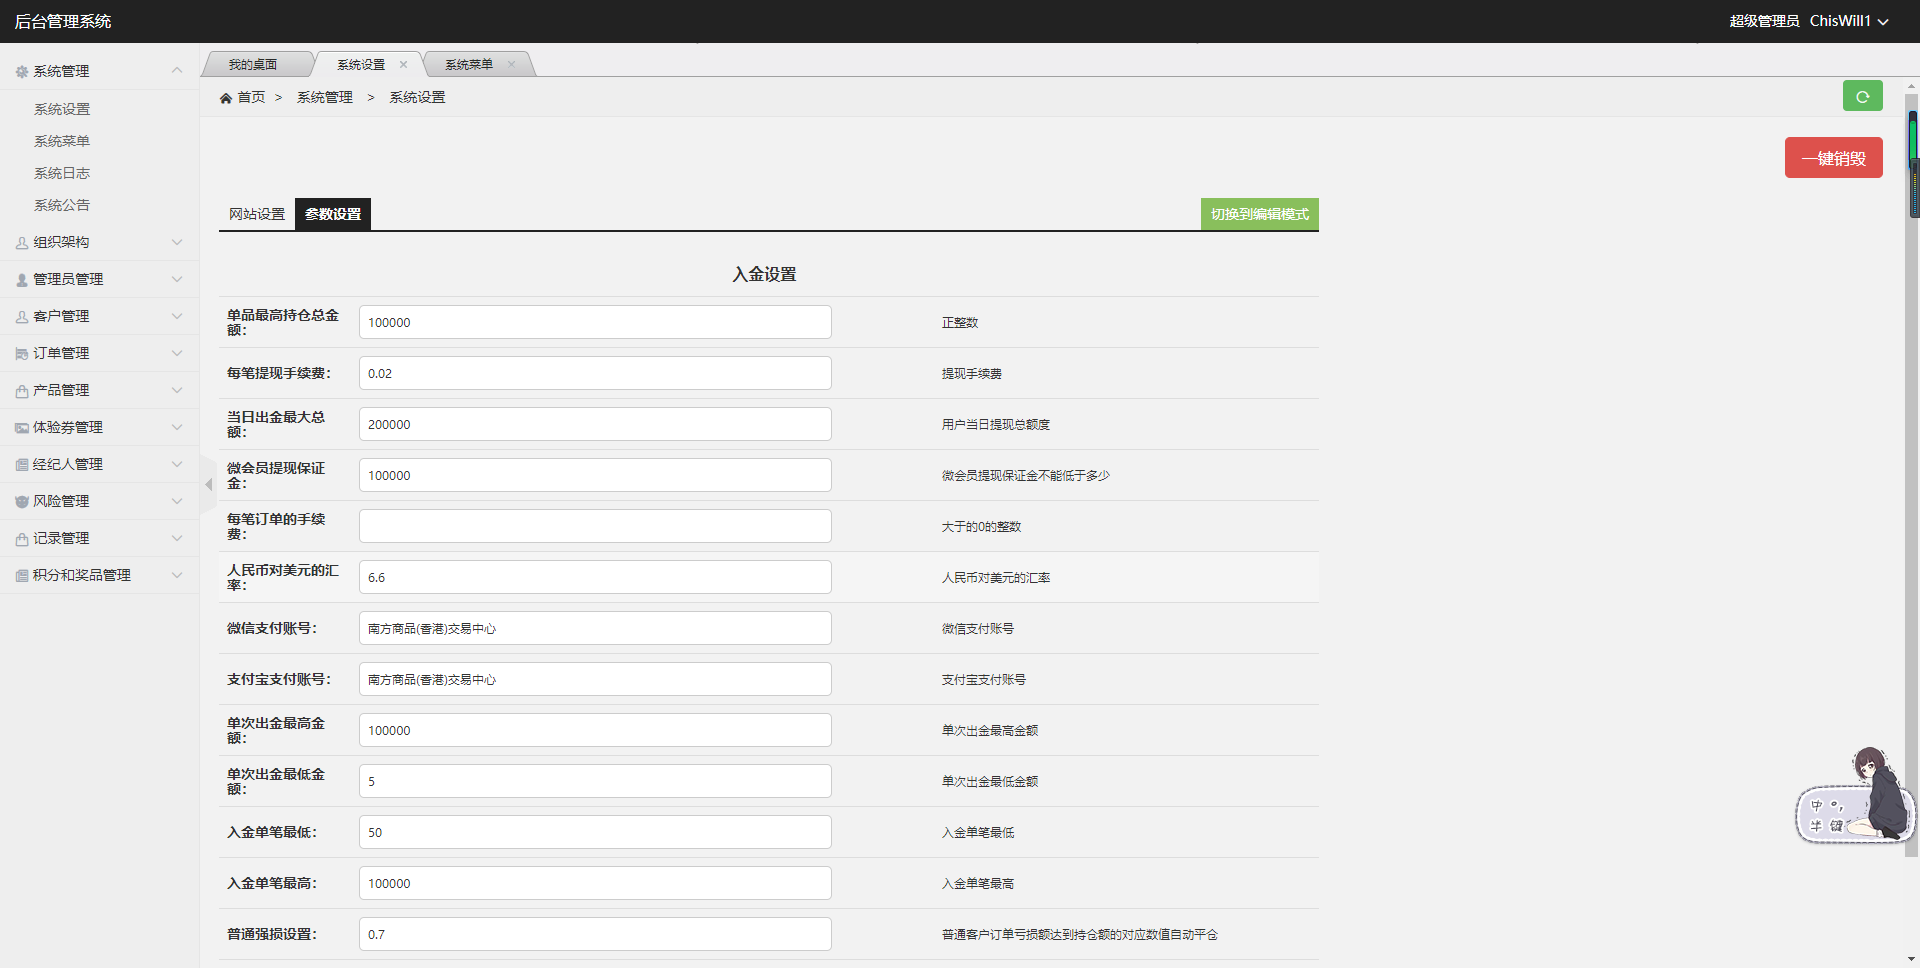 后台管理系统
超级管理员 ChisWill1
系统管理
系统设置
系统菜单
系统日志
系统公告
组织架构
管理员管理
客户管理
订单管理
产品管理
体验券管理
经纪人管理
风险管理
记录管理
积分和奖品管理
我的桌面
系统设置
系统菜单
首页 > 系统管理 > 系统设置
一键销毁
网站设置
参数设置
切换到编辑模式
入金设置
单品最高持仓总金
额：
100000
正整数
每笔提现手续费：
0.02
提现手续费
当日出金最大总
额：
200000
用户当日提现总额度
微会员提现保证
金：
100000
微会员提现保证金不能低于多少
每笔订单的手续
费：
大于的0的整数
人民币对美元的汇
率：
6.6
人民币对美元的汇率
微信支付账号：
南方商品(香港)交易中心
微信支付账号
支付宝支付账号：
南方商品(香港)交易中心
支付宝支付账号
单次出金最高金
额：
100000
单次出金最高金额
单次出金最低金
额：
5
单次出金最低金额
入金单笔最低：
50
入金单笔最低
入金单笔最高：
100000
入金单笔最高
普通强损设置：
0.7
普通客户订单亏损额达到持仓额的对应数值自动平仓
中 °,
半 键